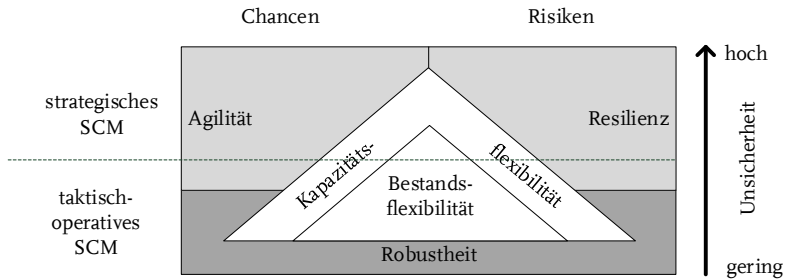 Chancen
Risiken
hoch
strategisches
SCM
Agilität
Resilienz
Kapazitäts-
flexibilität
Unsicherheit
taktisch-
operatives
SCM
Bestands-
flexibilität
Robustheit
gering